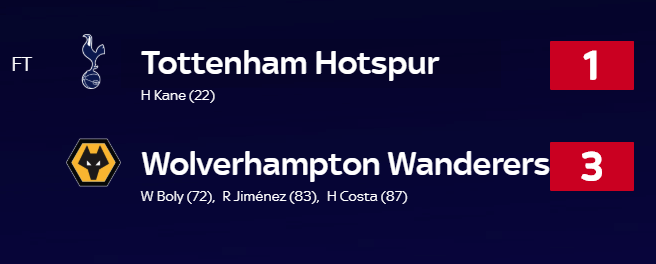 FT
Tottenham Hotspur 1
H Kane (22)
Wolverhampton Wanderers 3
W Boly (72), R Jiménez (83), H Costa (87)